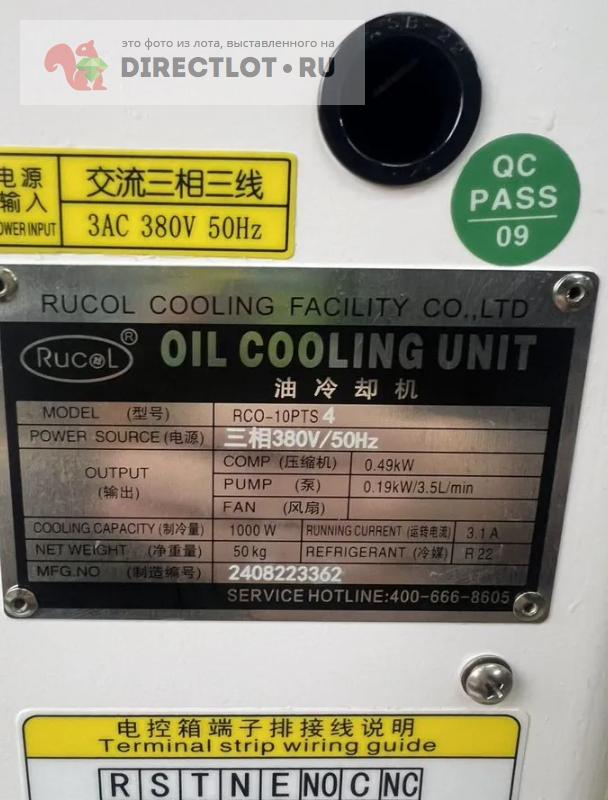 это фото из лота, выставленного на
DIRECTLOT.RU
QC
PASS
09
电源 交流三相三线
输入
POWER INPUT 3AC 380V 50Hz
RUCOL COOLING FACILITY CO.,LTD
RUCOL ® OIL COOLING UNIT
油冷却机
MODEL (型号) RCO-10PTS 4
POWER SOURCE(电源) 三相380V/50Hz
OUTPUT (输出) COMP (压缩机) 0.49kW
PUMP (泵) 0.19kW/3.5L/min
FAN (风扇)
COOLING CAPACITY (制冷量) 1000 W RUNNING CURRENT (运转电流) 3.1 A
NET WEIGHT (净重量) 50 kg REFRIGERANT (冷媒) R 22
MFG.NO (制造编号) 2408223362
SERVICE HOTLINE:400-666-8605
电控箱端子排接线说明
Terminal strip wiring guide
R S T N E NO C NC